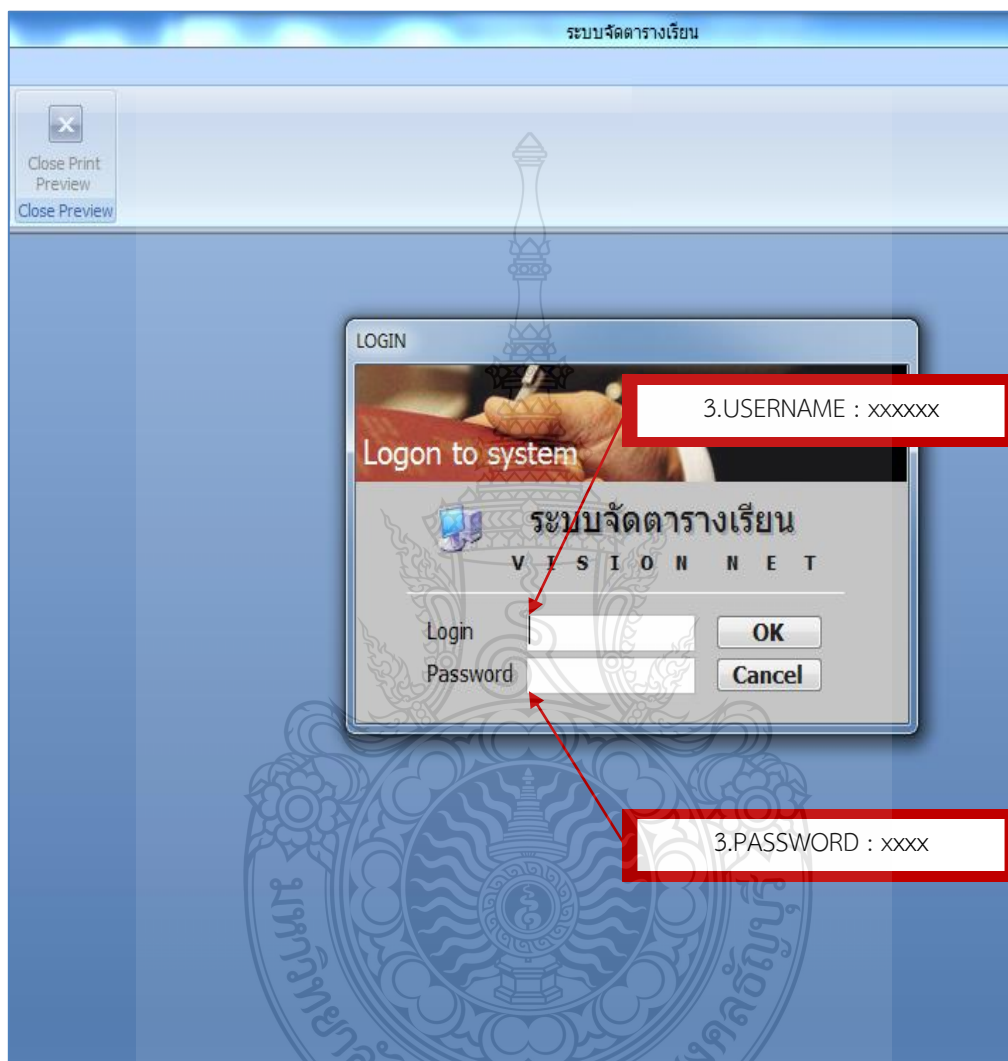 ระบบจัดตารางเรียน
Close Print
Preview
Close Preview
LOGIN
3.USERNAME : xxxxxx
Logon to system
ระบบจัดตารางเรียน
VISION NET
Login
OK
Password
Cancel
3.PASSWORD : xxxx